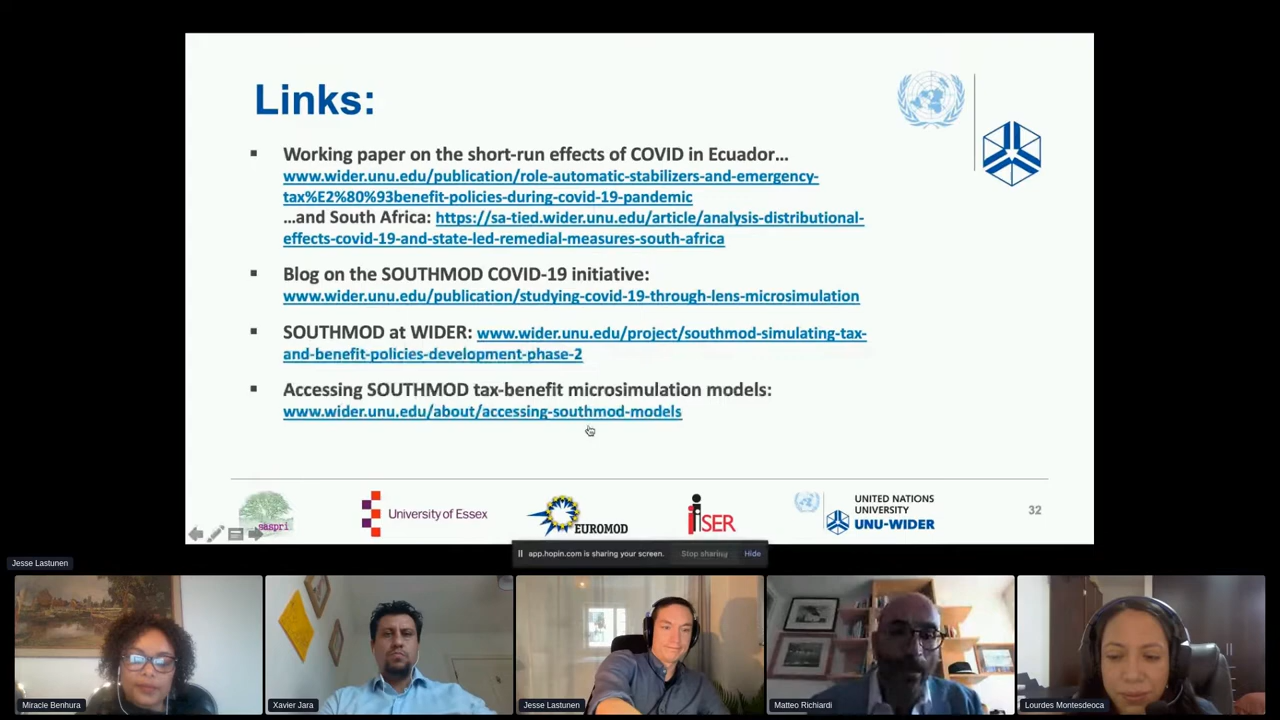 Links:
▪ Working paper on the short-run effects of COVID in Ecuador…
www.wider.unu.edu/publication/role-automatic-stabilizers-and-emergency-
tax%E2%80%93benefit-policies-during-covid-19-pandemic
…and South Africa: https://sa-tied.wider.unu.edu/article/analysis-distributional-
effects-covid-19-and-state-led-remedial-measures-south-africa
▪ Blog on the SOUTHMOD COVID-19 initiative:
www.wider.unu.edu/publication/studying-covid-19-through-lens-microsimulation
▪ SOUTHMOD at WIDER: www.wider.unu.edu/project/southmod-simulating-tax-
and-benefit-policies-development-phase-2
▪ Accessing SOUTHMOD tax-benefit microsimulation models:
www.wider.unu.edu/about/accessing-southmod-models
saspri
University of Essex
EUROMOD
iSER
UNITED NATIONS
UNIVERSITY
UNU-WIDER
32
app.hopin.com is sharing your screen.
Stop sharing
Hide
Jesse Lastunen
Miracle Benhura
Xavier Jara
Jesse Lastunen
Matteo Richiardi
Lourdes Montesdeoca